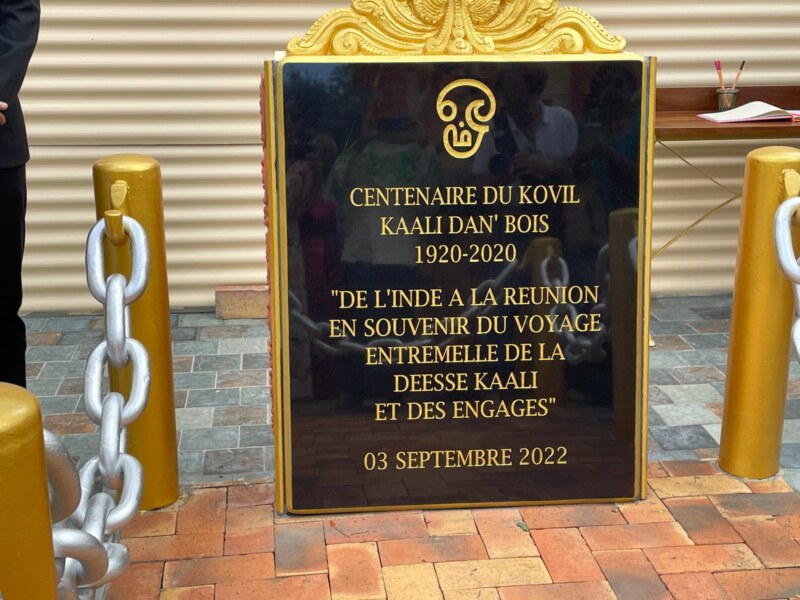 ஓம்
CENTENAIRE DU KOVIL
KAALI DAN' BOIS
1920-2020
"DE L'INDE A LA REUNION
EN SOUVENIR DU VOYAGE
ENTREMELLE DE LA
DEESSE KAALI
ET DES ENGAGES"
03 SEPTEMBRE 2022